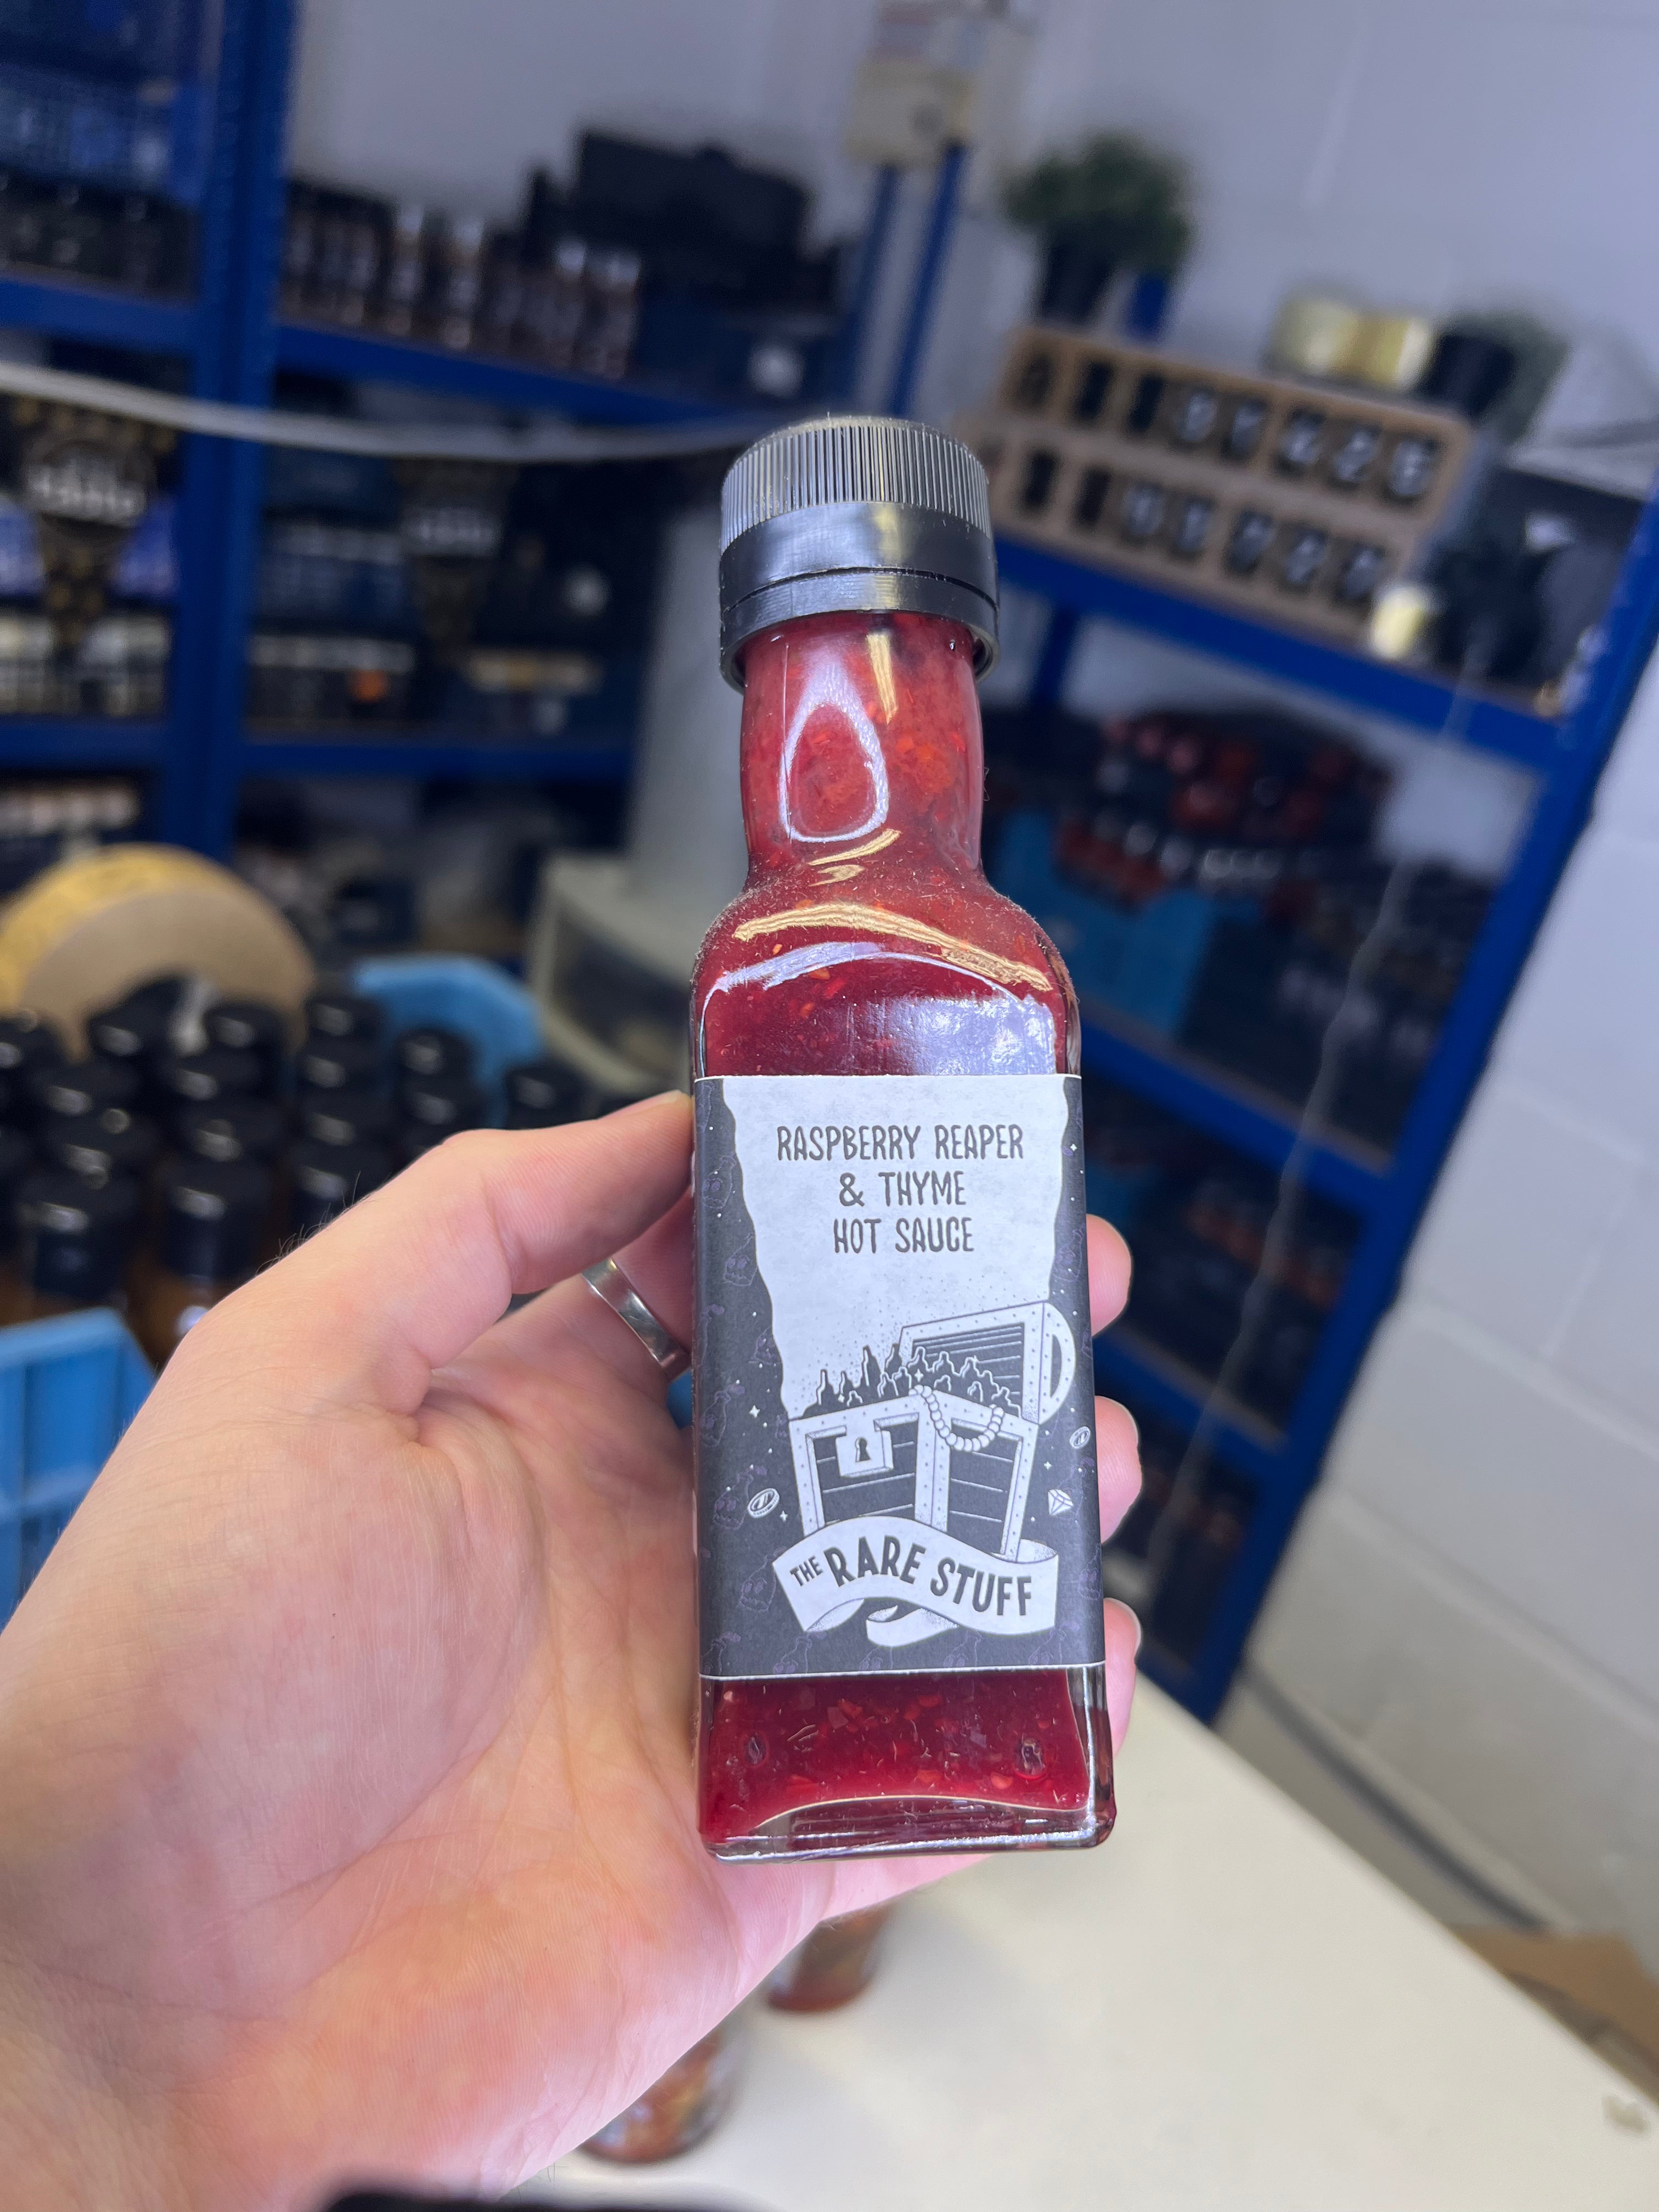 RASPBERRY REAPER
& THYME
HOT SAUCE
THE RARE STUFF